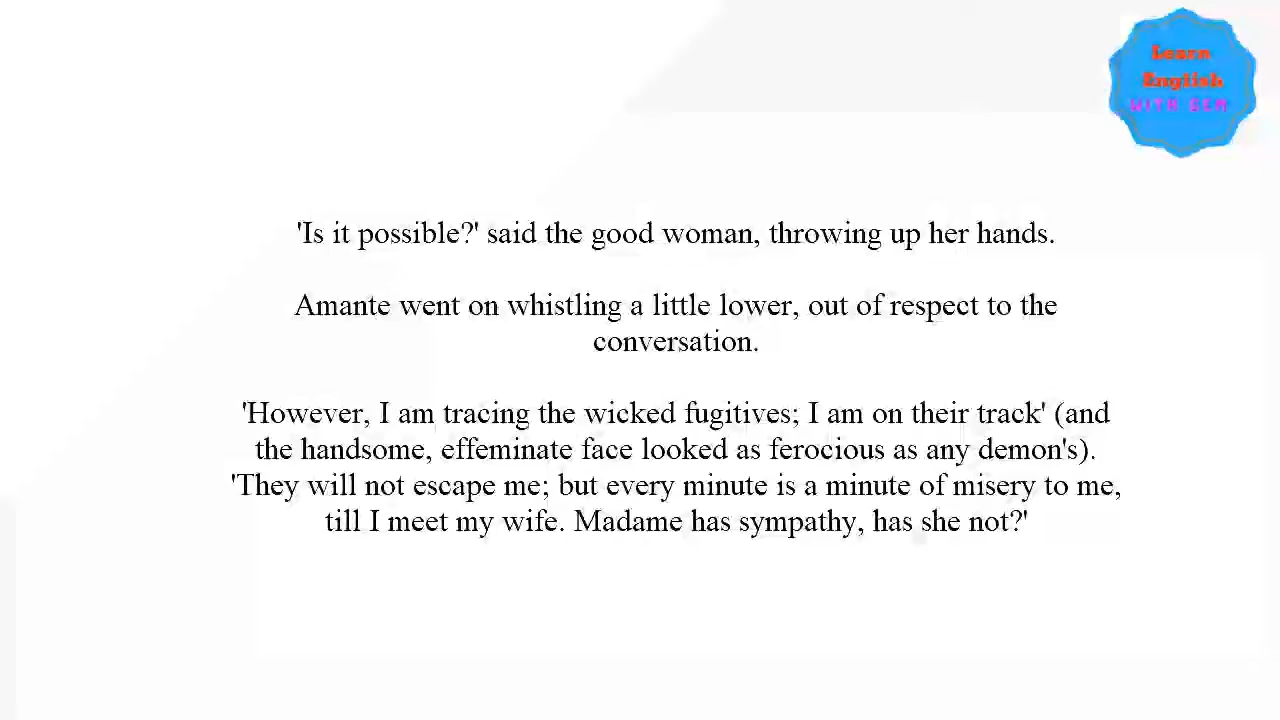 Learn
English
WITH GEM
'Is it possible?' said the good woman, throwing up her hands.
Amante went on whistling a little lower, out of respect to the
conversation.
'However, I am tracing the wicked fugitives; I am on their track' (and
the handsome, effeminate face looked as ferocious as any demon's).
'They will not escape me; but every minute is a minute of misery to me,
till I meet my wife. Madame has sympathy, has she not?'